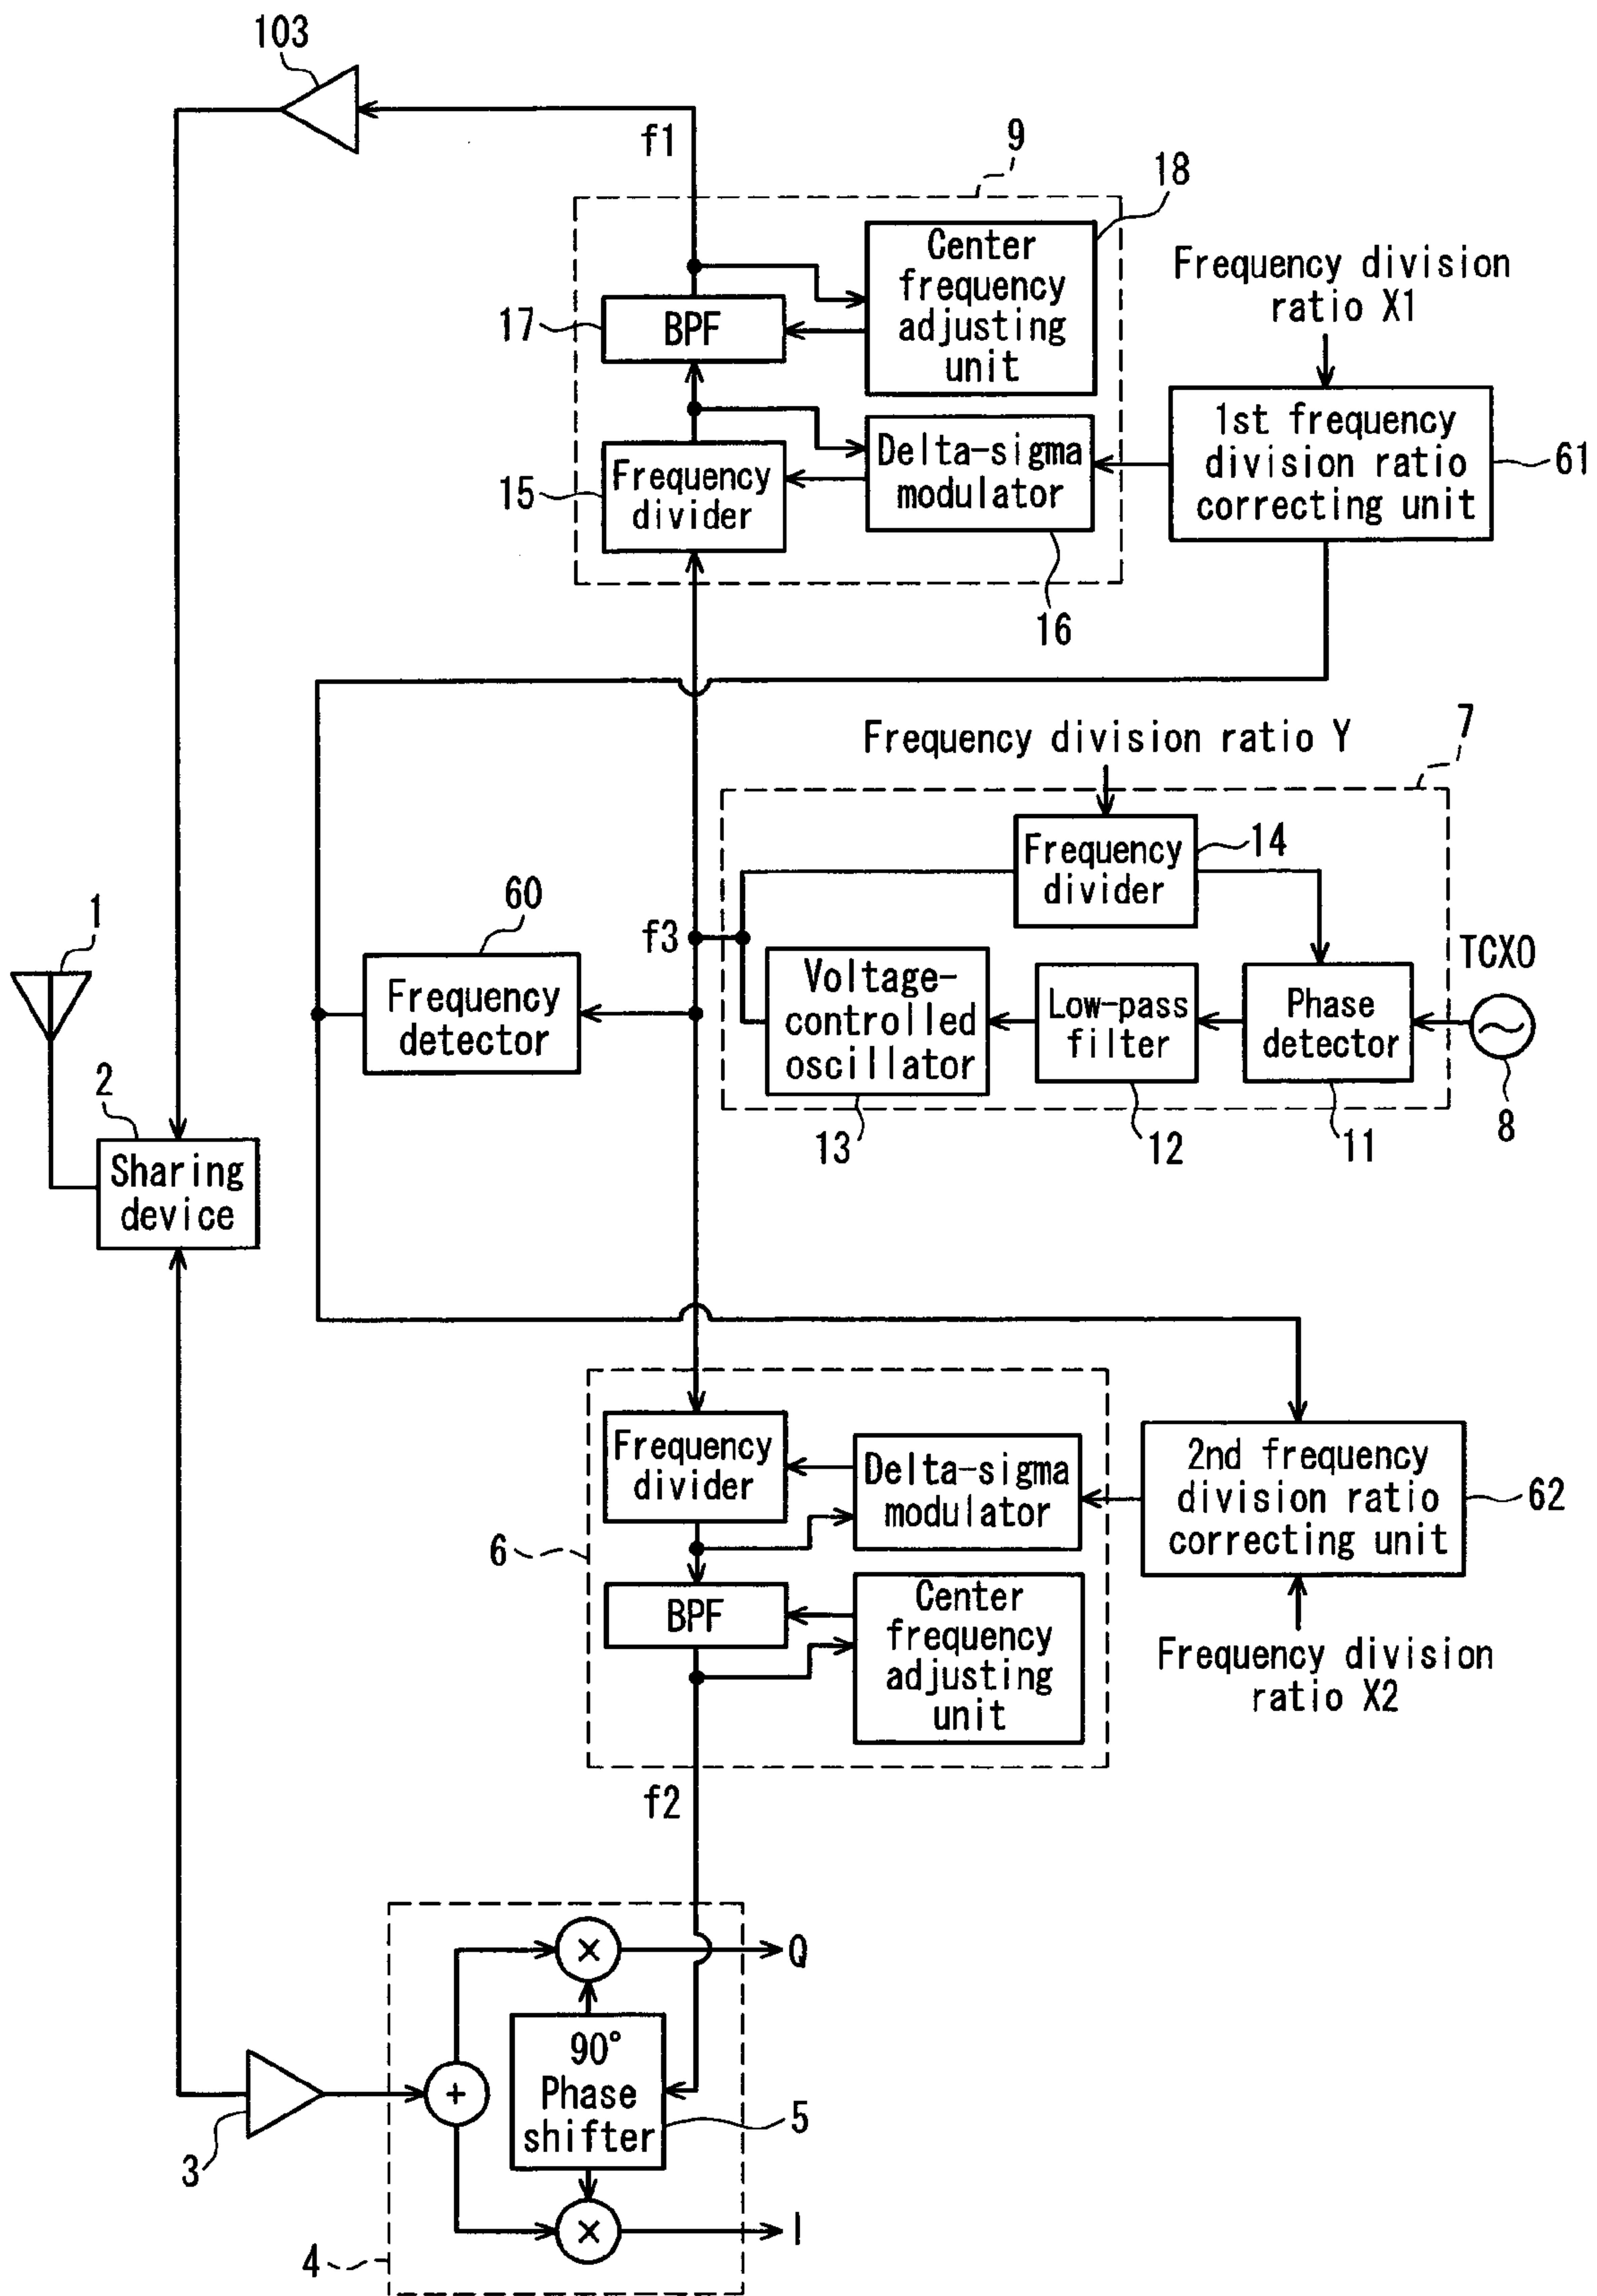 103
f1
9
18
Center
frequency
adjusting
unit
Frequency division
ratio X1
17
BPF
1st frequency
division ratio
correcting unit
61
15
Frequency
divider
Delta-sigma
modulator
16
Frequency division ratio Y
7
Frequency
divider
14
1
60
f3
TCXO
Frequency
detector
Voltage-
controlled
oscillator
Low-pass
filter
Phase
detector
2
13
12
11
8
Sharing
device
Frequency
divider
Delta-sigma
modulator
2nd frequency
division ratio
correcting unit
62
6
BPF
Center
frequency
adjusting
unit
Frequency division
ratio X2
f2
×
Q
90°
Phase
shifter
+
5
3
×
I
4